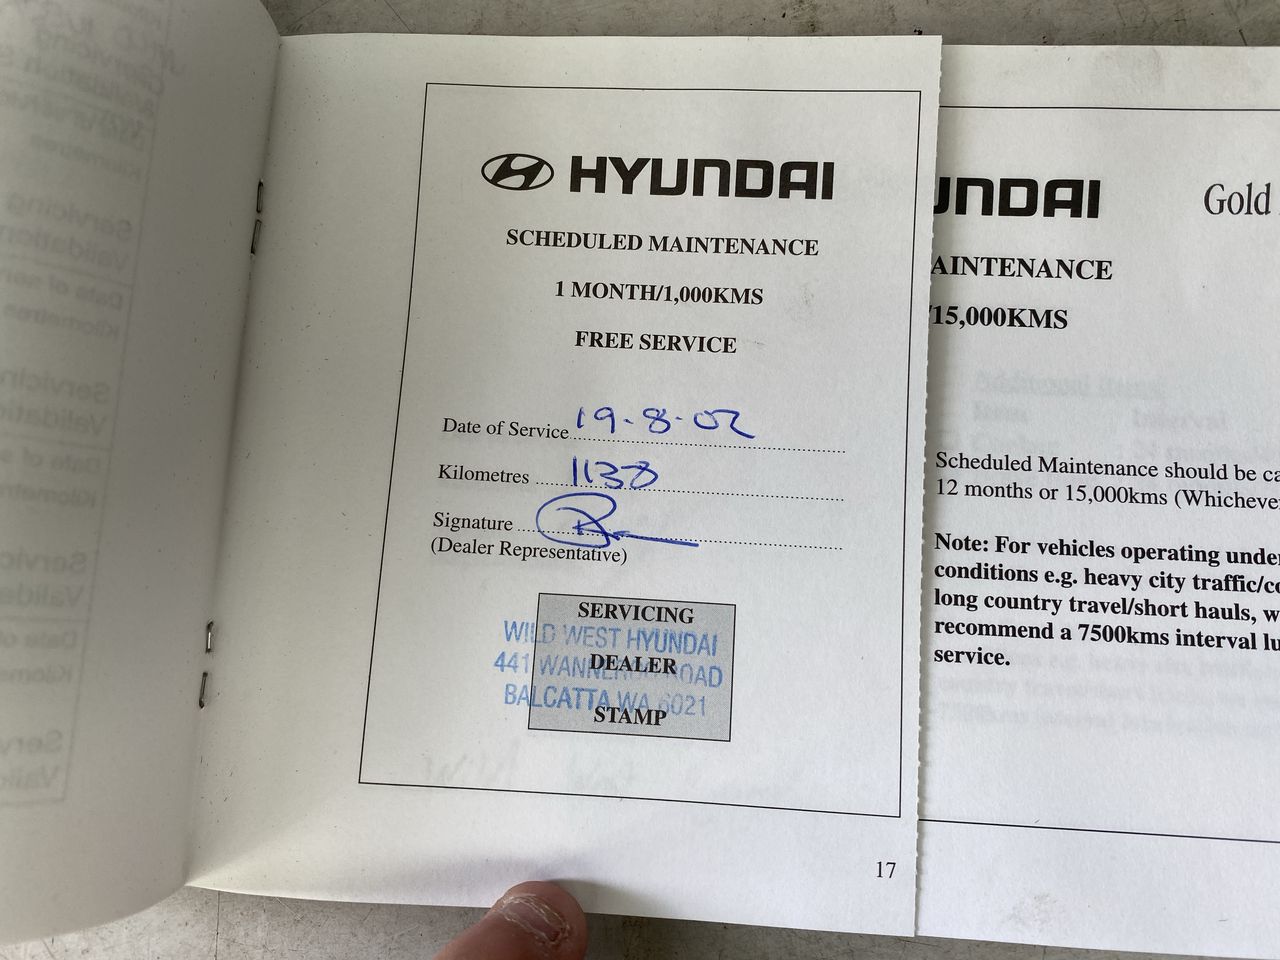 HYUNDAI
SCHEDULED MAINTENANCE
1 MONTH/1,000KMS
FREE SERVICE
Date of Service 19-8-02
Kilometres 1138
Signature
(Dealer Representative)
SERVICING
WILD WEST HYUNDAI
DEALER
441 WANNEROO ROAD
BALCATTA WA 6021
STAMP
17
UNDAI Gold
AINTENANCE
/15,000KMS
Scheduled Maintenance should be ca
12 months or 15,000kms (Whicheve
Note: For vehicles operating unde
conditions e.g. heavy city traffic/c
long country travel/short hauls, w
recommend a 7500kms interval lu
service.